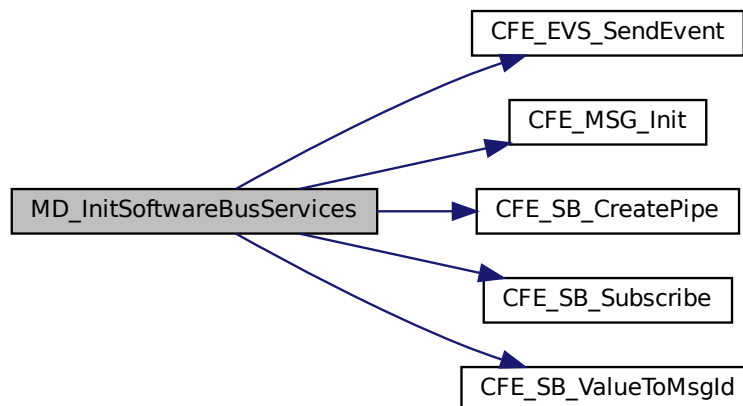 CFE_EVS_SendEvent
CFE_MSG_Init
MD_InitSoftwareBusServices
CFE_SB_CreatePipe
CFE_SB_Subscribe
CFE_SB_ValueToMsgId